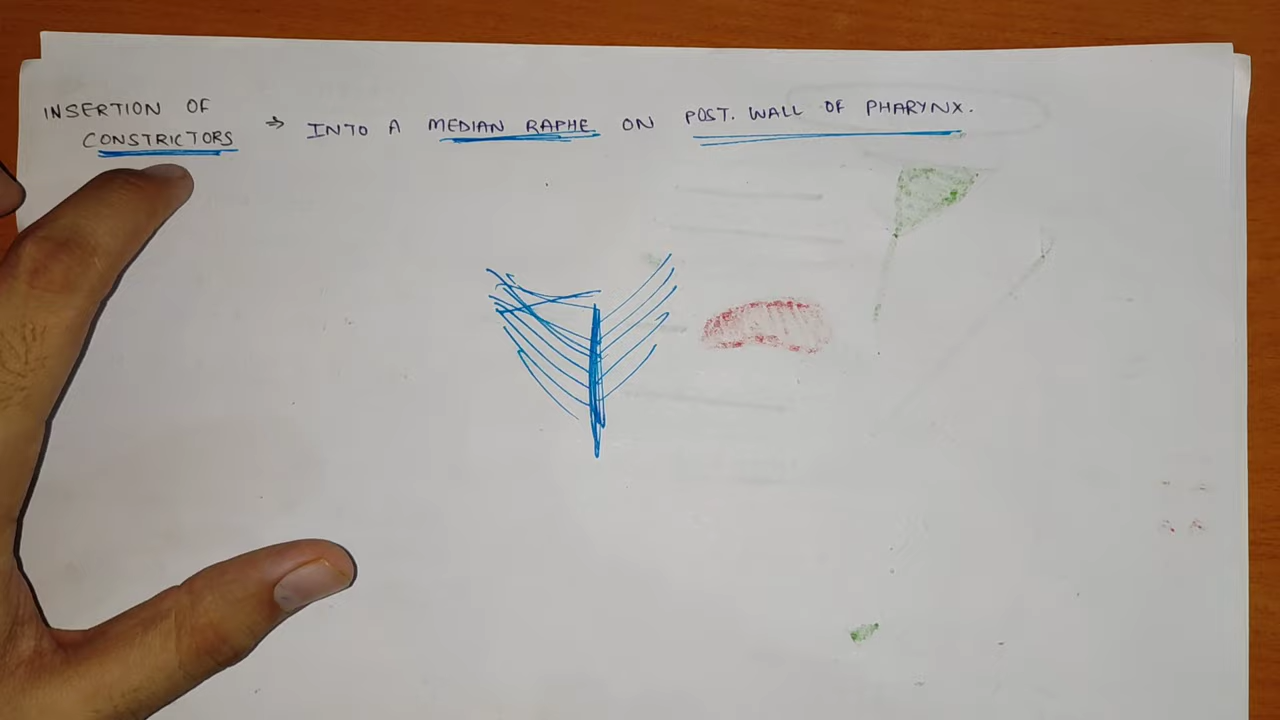 INSERTION OF
CONSTRICTORS ⇒ INTO A MEDIAN RAPHE ON POST. WALL OF PHARYNX.